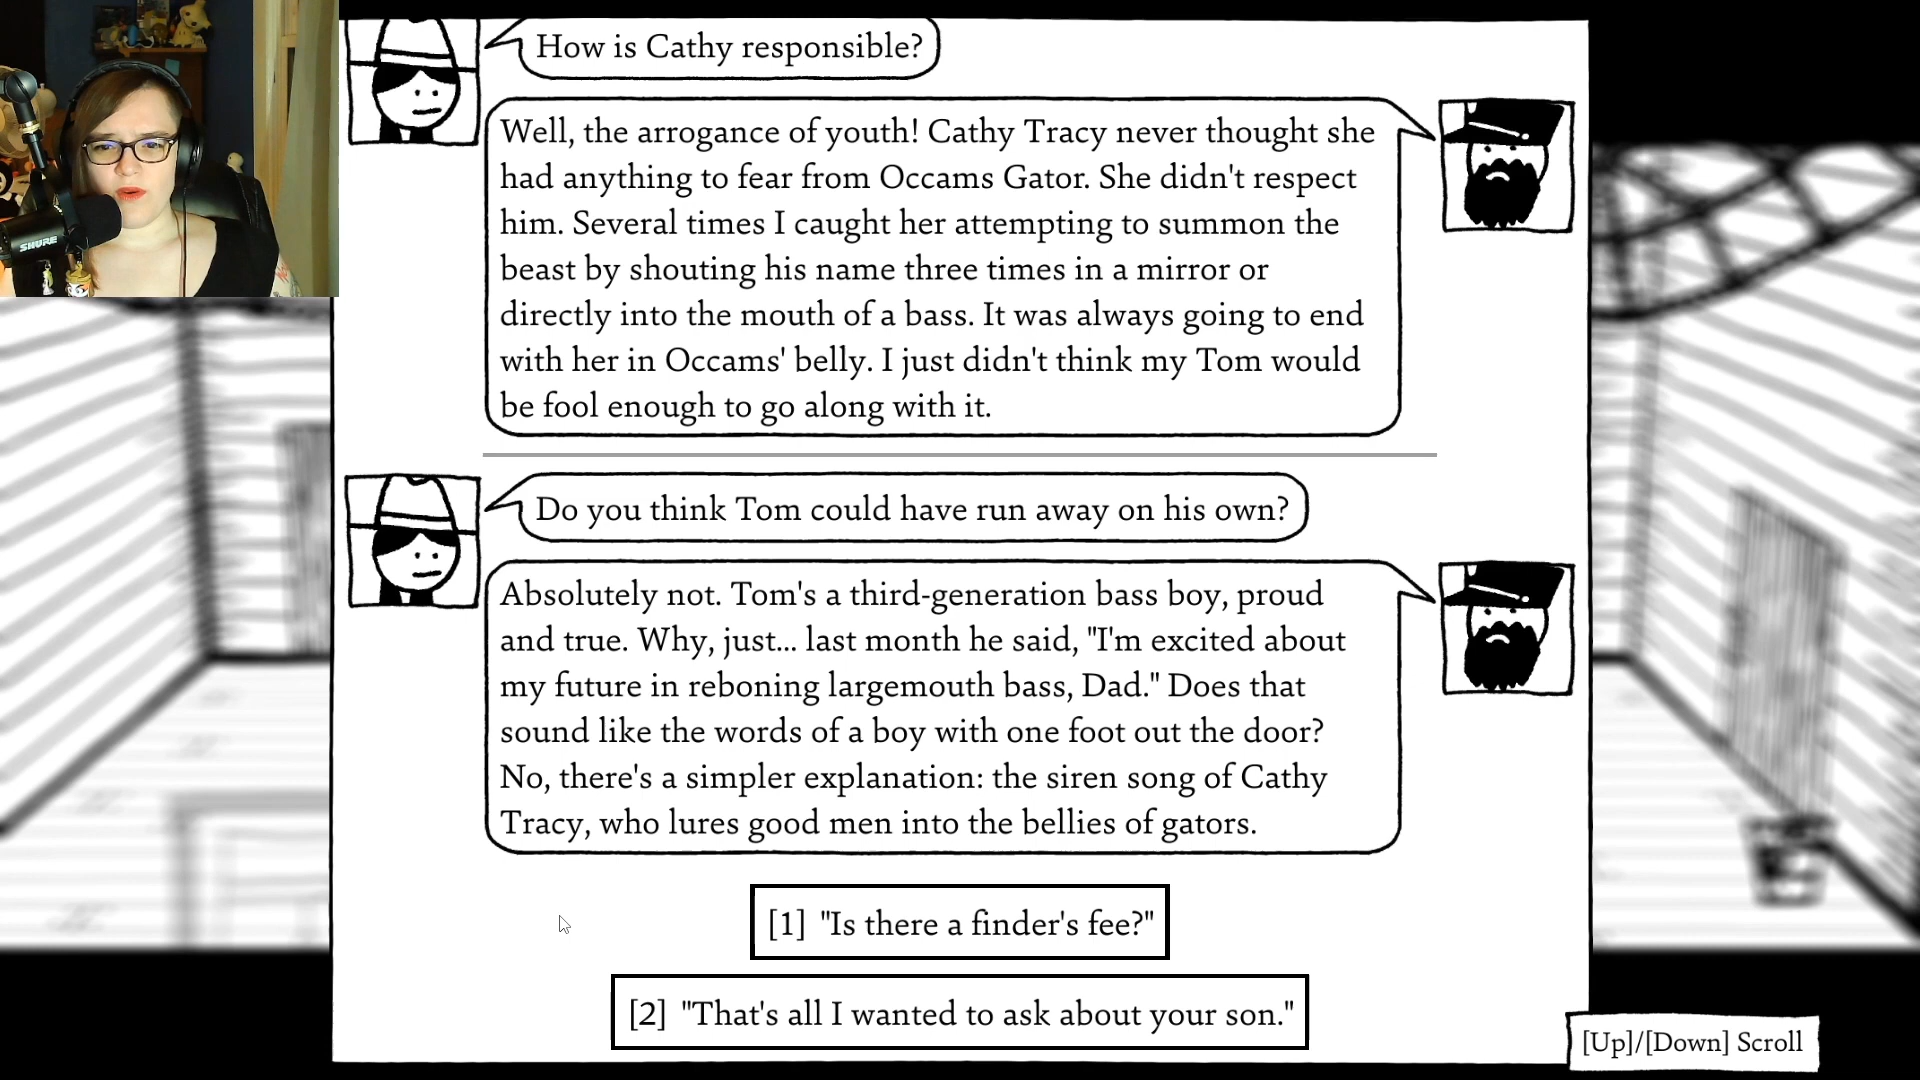 How is Cathy responsible?
Well, the arrogance of youth! Cathy Tracy never thought she
had anything to fear from Occams Gator. She didn't respect
him. Several times I caught her attempting to summon the
beast by shouting his name three times in a mirror or
directly into the mouth of a bass. It was always going to end
with her in Occams' belly. I just didn't think my Tom would
be fool enough to go along with it.
Do you think Tom could have run away on his own?
Absolutely not. Tom's a third-generation bass boy, proud
and true. Why, just... last month he said, "I'm excited about
my future in reboning largemouth bass, Dad." Does that
sound like the words of a boy with one foot out the door?
No, there's a simpler explanation: the siren song of Cathy
Tracy, who lures good men into the bellies of gators.
[1] "Is there a finder's fee?"
[2] "That's all I wanted to ask about your son."
[Up]/[Down] Scroll
SHURE